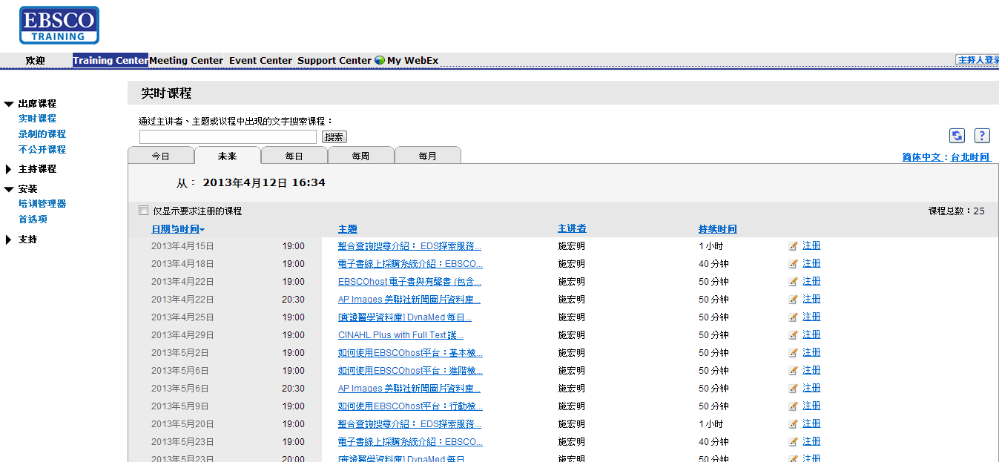 EBSCO
TRAINING
欢迎 Training Center Meeting Center Event Center Support Center My WebEx 主持人登录
出席课程
实时课程
录制的课程
不公开课程
主持课程
安装
培训管理器
首选项
支持
实时课程
通过主讲者、主题或议程中出现的文字搜索课程：
搜索
?
今日 未来 每日 每周 每月
简体中文：台北时间
从： 2013年4月12日 16:34
仅显示要求注册的课程 课程总数：25
日期与时间 主题 主讲者 持续时间
2013年4月15日 19:00 整合查詢搜尋介紹： EDS探索服務... 施宏明 1 小时 注册
2013年4月18日 19:00 電子書線上採購系統介紹：EBSCO... 施宏明 40 分钟 注册
2013年4月22日 19:00 EBSCOhost 電子書與有聲書 (包含... 施宏明 50 分钟 注册
2013年4月22日 20:30 AP Images 美聯社新聞圖片資料庫... 施宏明 50 分钟 注册
2013年4月25日 19:00 [實證醫學資料庫] DynaMed 每日... 施宏明 50 分钟 注册
2013年4月29日 19:00 CINAHL Plus with Full Text 護... 施宏明 50 分钟 注册
2013年5月2日 19:00 如何使用EBSCOhost平台：基本檢... 施宏明 50 分钟 注册
2013年5月6日 19:00 如何使用EBSCOhost平台：進階檢... 施宏明 50 分钟 注册
2013年5月6日 20:30 AP Images 美聯社新聞圖片資料庫... 施宏明 50 分钟 注册
2013年5月9日 19:00 如何使用EBSCOhost平台：行動檢... 施宏明 50 分钟 注册
2013年5月20日 19:00 整合查詢搜尋介紹： EDS探索服務... 施宏明 1 小时 注册
2013年5月23日 19:00 電子書線上採購系統介紹：EBSCO... 施宏明 40 分钟 注册
2013年5月23日 20:00 [實證醫學資料庫] DynaMed 每日 施宏明 50 分钟 注册